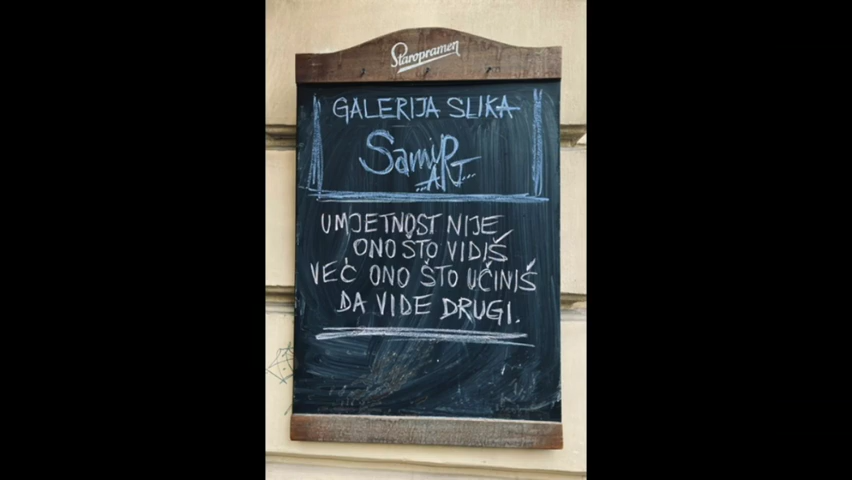 Staropramen
GALERIJA SLIKA
Samir
...ART...
UMJETNOST NIJE
ONO ŠTO VIDIŠ
VEĆ ONO ŠTO UČINIŠ
DA VIDE DRUGI.